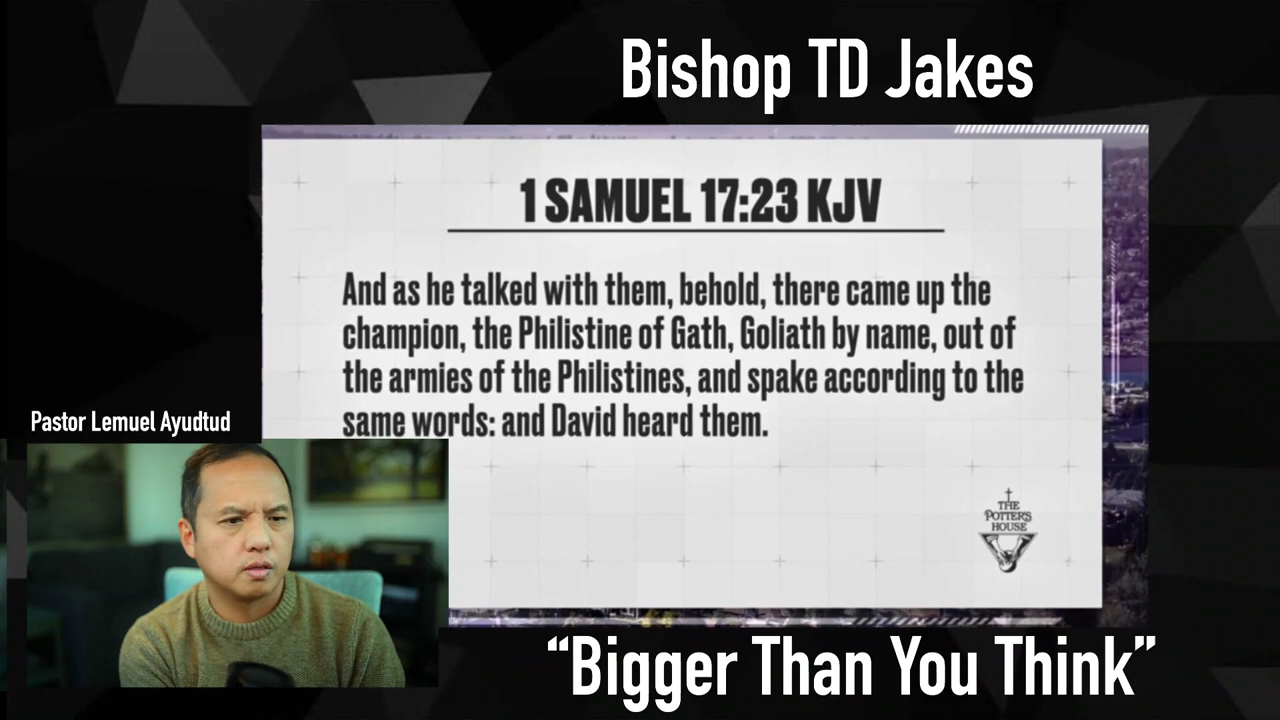 Bishop TD Jakes
1 SAMUEL 17:23 KJV
And as he talked with them, behold, there came up the
champion, the Philistine of Gath, Goliath by name, out of
the armies of the Philistines, and spake according to the
same words: and David heard them.
Pastor Lemuel Ayudtud
THE
POTTER'S
HOUSE
“Bigger Than You Think”